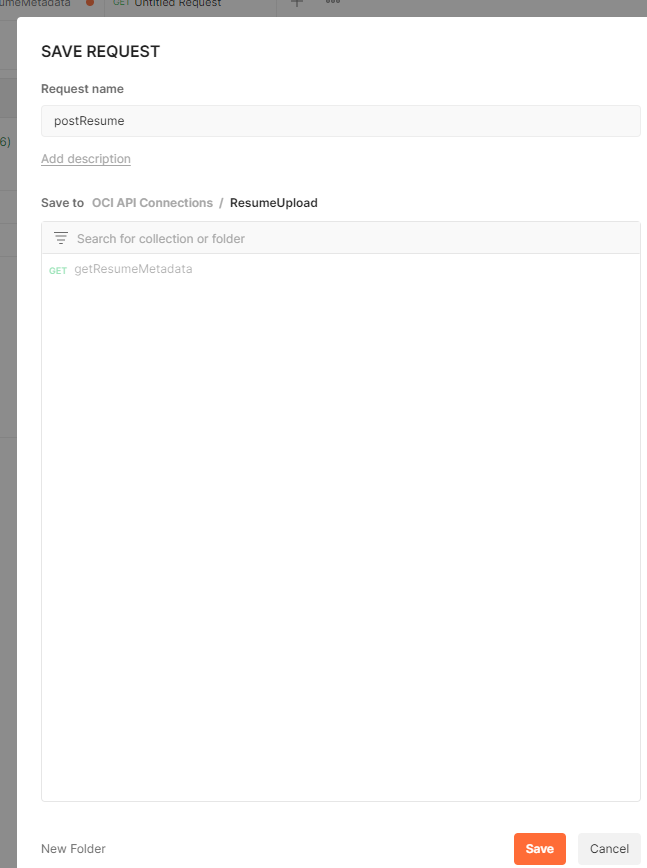 umeMetadata GET Untitled Request
SAVE REQUEST
Request name
postResume
6)
Add description
Save to OCI API Connections / ResumeUpload
Search for collection or folder
GET getResumeMetadata
New Folder Save Cancel